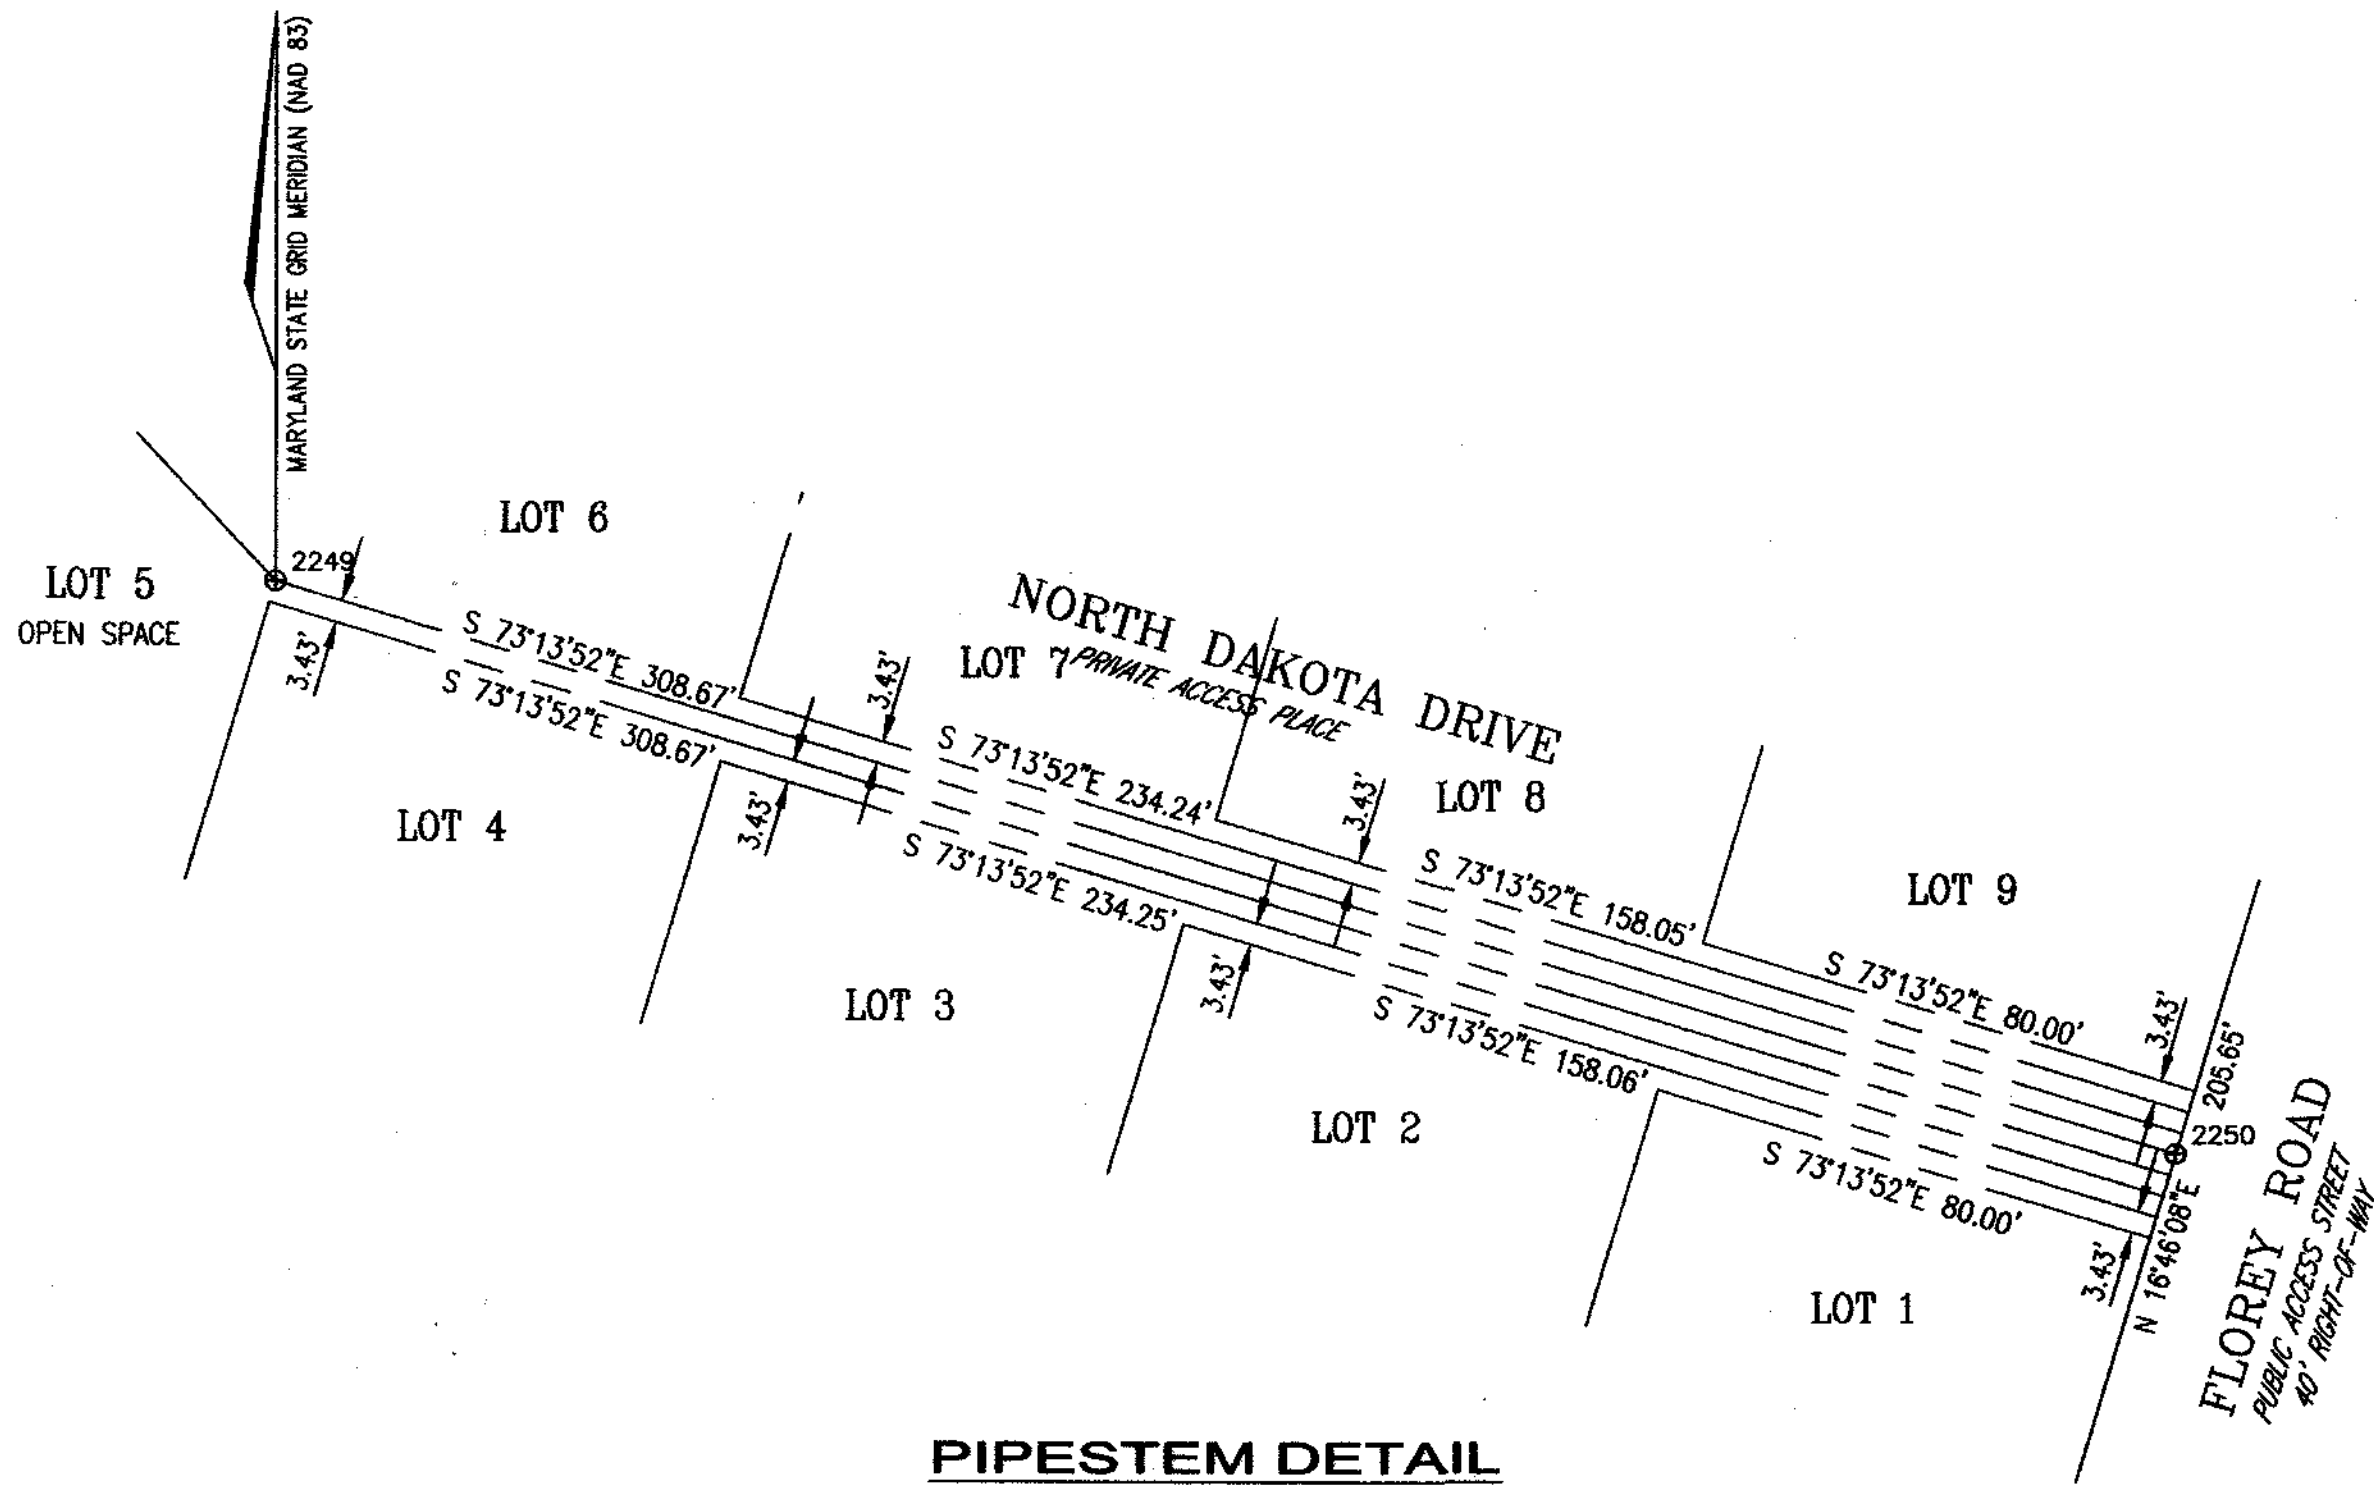 MARYLAND STATE GRID MERIDIAN (NAD 83)
LOT 6
2249
LOT 5
OPEN SPACE
3.43'
S 73°13'52"E 308.67'
S 73°13'52"E 308.67'
LOT 4
NORTH DAKOTA DRIVE
PRIVATE ACCESS PLACE
LOT 7
3.43'
3.43'
S 73°13'52"E 234.24'
S 73°13'52"E 234.25'
LOT 3
LOT 8
3.43'
3.43'
S 73°13'52"E 158.05'
S 73°13'52"E 158.06'
LOT 2
LOT 9
S 73°13'52"E 80.00'
S 73°13'52"E 80.00'
3.43'
3.43'
LOT 1
205.65'
2250
N 16°46'08"E
FLOREY ROAD
PUBLIC ACCESS STREET
40' RIGHT-OF-WAY
PIPESTEM DETAIL